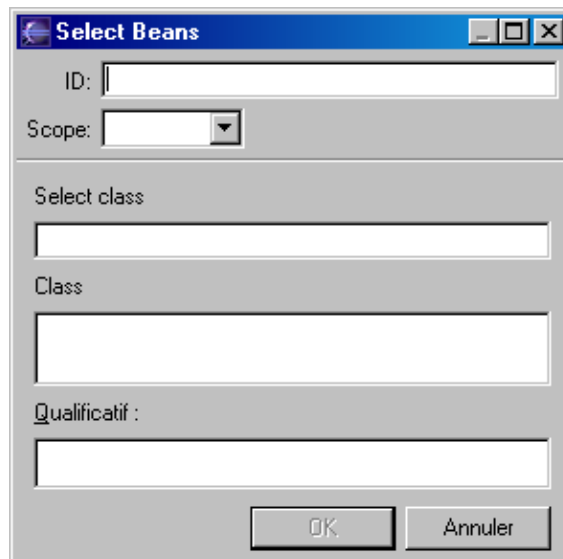 Select Beans
ID:
Scope:
Select class
Class
Qualificatif :
OK Annuler